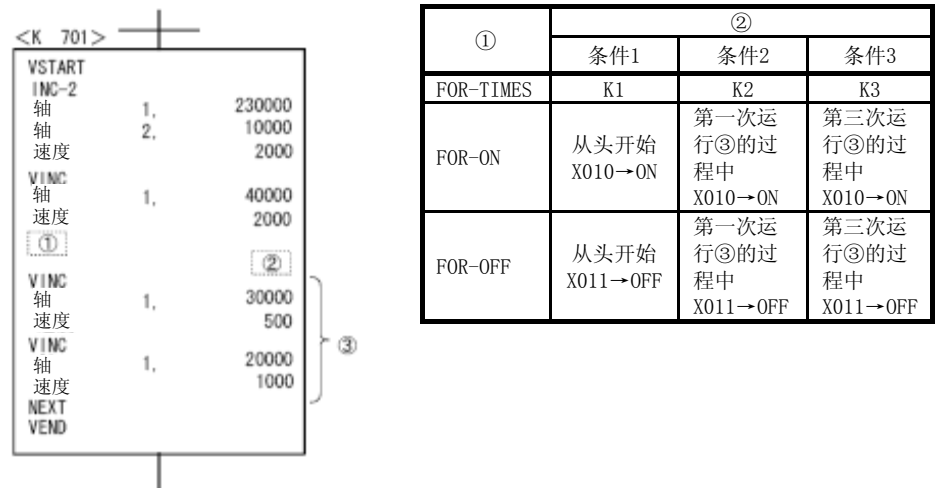 <K 701>
VSTART
INC-2
轴 1, 230000
轴 2, 10000
速度 2000
VINC
轴 1, 40000
速度 2000
①
②
VINC
轴 1, 30000
速度 500
VINC
轴 1, 20000
速度 1000
NEXT
VEND
③
① ②
条件1 条件2 条件3
FOR-TIMES K1 K2 K3
FOR-ON
从头开始
X010→ON
第一次运
行③的过
程中
X010→ON
第三次运
行③的过
程中
X010→ON
FOR-OFF
从头开始
X011→OFF
第一次运
行③的过
程中
X011→OFF
第三次运
行③的过
程中
X011→OFF